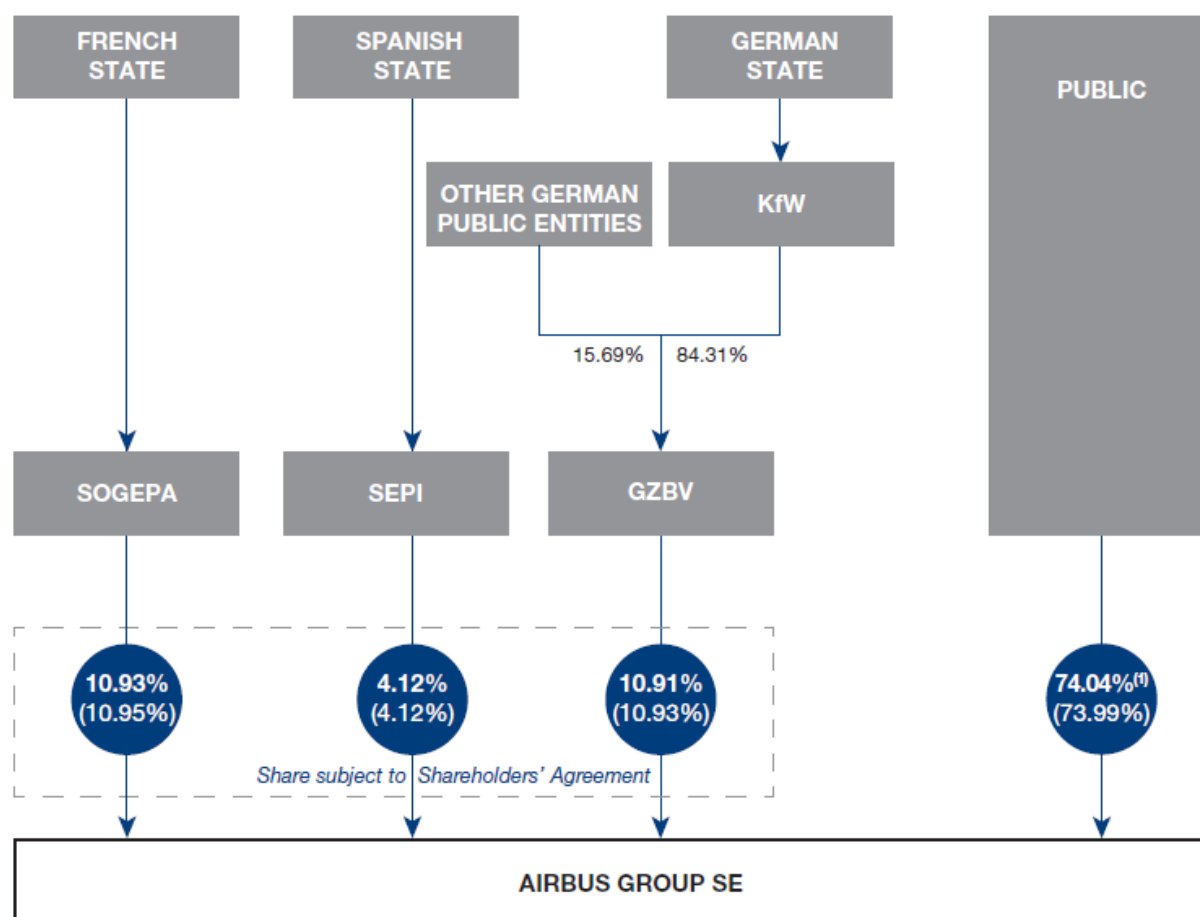 FRENCH
STATE
SPANISH
STATE
GERMAN
STATE
PUBLIC
OTHER GERMAN
PUBLIC ENTITIES
KfW
15.69%
84.31%
SOGEPA
SEPI
GZBV
10.93%
(10.95%)
4.12%
(4.12%)
10.91%
(10.93%)
74.04%(1)
(73.99%)
Share subject to Shareholders' Agreement
AIRBUS GROUP SE